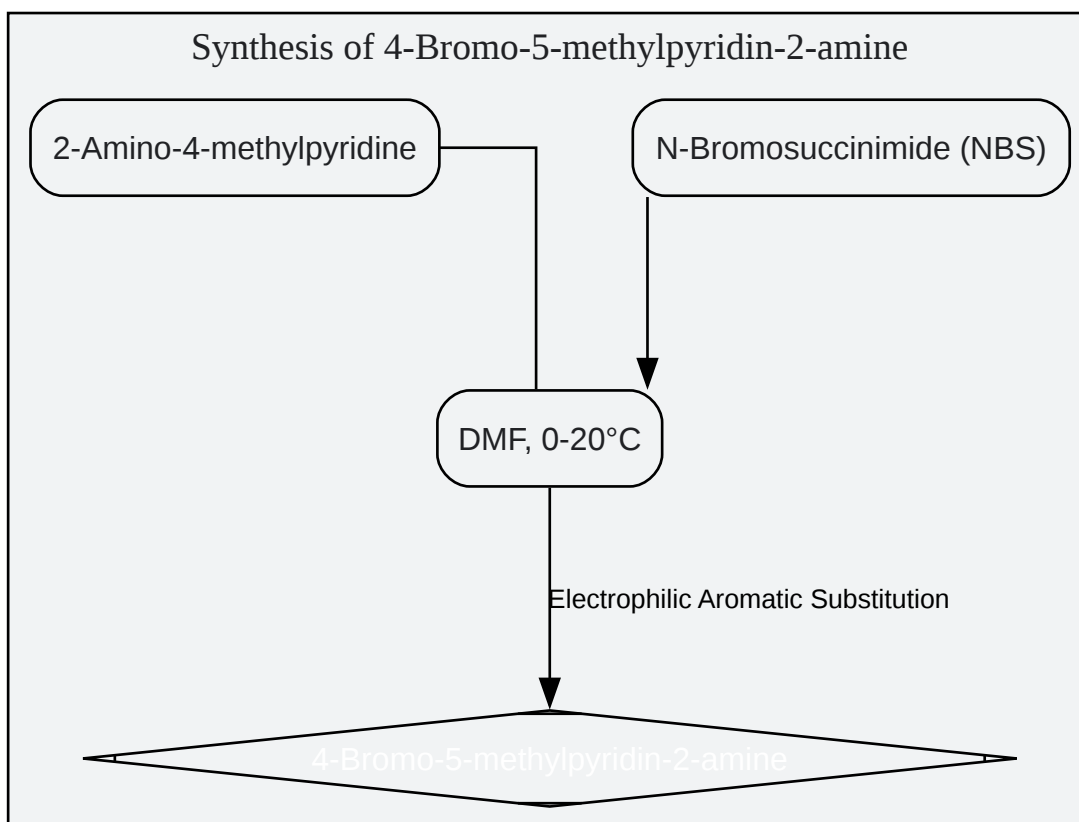 Synthesis of 4-Bromo-5-methylpyridin-2-amine
2-Amino-4-methylpyridine
N-Bromosuccinimide (NBS)
DMF, 0-20°C
Electrophilic Aromatic Substitution
4-Bromo-5-methylpyridin-2-amine